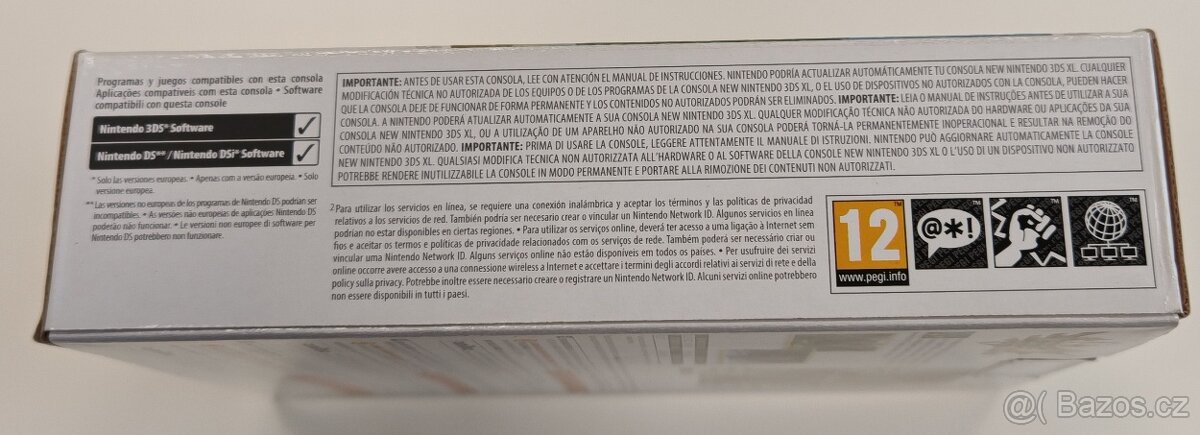 Programas y juegos compatibles con esta consola
Aplicações compatíveis com esta consola • Software
compatibili con questa console
Nintendo 3DS* Software
Nintendo DS** / Nintendo DSi* Software
* Solo las versiones europeas. • Apenas com a versão europeia. • Solo
versione europea.
** Las versiones no europeas de los programas de Nintendo DS podrían ser
incompatibles. • As versões não europeias de aplicações Nintendo DS
poderão não funcionar. • Le versioni non europee di software per
Nintendo DS potrebbero non funzionare.
IMPORTANTE: ANTES DE USAR ESTA CONSOLA, LEE CON ATENCIÓN EL MANUAL DE INSTRUCCIONES. NINTENDO PODRÍA ACTUALIZAR AUTOMÁTICAMENTE TU CONSOLA NEW NINTENDO 3DS XL. CUALQUIER
MODIFICACIÓN TÉCNICA NO AUTORIZADA DE LOS EQUIPOS O DE LOS PROGRAMAS DE LA CONSOLA NEW NINTENDO 3DS XL, O EL USO DE DISPOSITIVOS NO AUTORIZADOS CON LA CONSOLA, PUEDEN HACER
QUE LA CONSOLA DEJE DE FUNCIONAR DE FORMA PERMANENTE Y LOS CONTENIDOS NO AUTORIZADOS PODRÁN SER ELIMINADOS. IMPORTANTE: LEIA O MANUAL DE INSTRUÇÕES ANTES DE UTILIZAR A SUA
CONSOLA. A NINTENDO PODERÁ ATUALIZAR AUTOMATICAMENTE A SUA CONSOLA NEW NINTENDO 3DS XL. QUALQUER MODIFICAÇÃO TÉCNICA NÃO AUTORIZADA DO HARDWARE OU APLICAÇÕES DA SUA
CONSOLA NEW NINTENDO 3DS XL, OU A UTILIZAÇÃO DE UM APARELHO NÃO AUTORIZADO NA SUA CONSOLA PODERÁ TORNÁ-LA PERMANENTEMENTE INOPERACIONAL E RESULTAR NA REMOÇÃO DO
CONTEÚDO NÃO AUTORIZADO. IMPORTANTE: PRIMA DI USARE LA CONSOLE, LEGGERE ATTENTAMENTE IL MANUALE DI ISTRUZIONI. NINTENDO PUÒ AGGIORNARE AUTOMATICAMENTE LA CONSOLE
NEW NINTENDO 3DS XL. QUALSIASI MODIFICA TECNICA NON AUTORIZZATA ALL'HARDWARE O AL SOFTWARE DELLA CONSOLE NEW NINTENDO 3DS XL O L'USO DI UN DISPOSITIVO NON AUTORIZZATO
POTREBBE RENDERE INUTILIZZABILE LA CONSOLE IN MODO PERMANENTE E PORTARE ALLA RIMOZIONE DEI CONTENUTI NON AUTORIZZATI.
2Para utilizar los servicios en línea, se requiere una conexión inalámbrica y aceptar los términos y las políticas de privacidad
relativos a los servicios de red. También podría ser necesario crear o vincular un Nintendo Network ID. Algunos servicios en línea
podrían no estar disponibles en ciertas regiones. • Para utilizar os serviços online, deverá ter acesso a uma ligação à Internet sem
fios e aceitar os termos e políticas de privacidade relacionados com os serviços de rede. Também poderá ser necessário criar ou
vincular uma Nintendo Network ID. Alguns serviços online não estão disponíveis em todos os países. • Per usufruire dei servizi
online occorre avere accesso a una connessione wireless a Internet e accettare i termini degli accordi relativi ai servizi di rete e della
policy sulla privacy. Potrebbe inoltre essere necessario creare o registrare un Nintendo Network ID. Alcuni servizi online potrebbero
non essere disponibili in tutti i paesi.
12
www.pegi.info
@*!
Bazos.cz